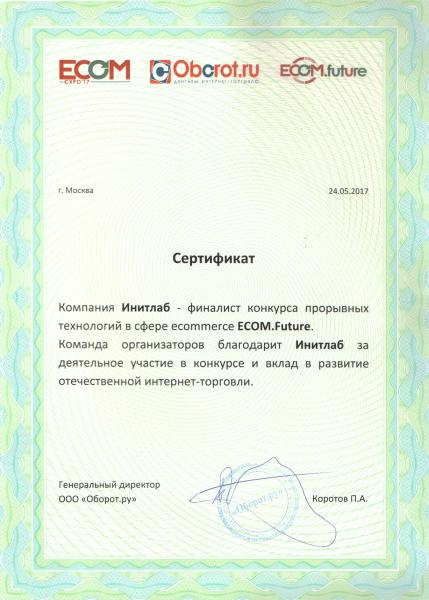 ECOM
EXPO'17
Oborot.ru
ДВИГАЕМ ИНТЕРНЕТ-ТОРГОВЛЮ
ECOM.future
г. Москва
24.05.2017
Сертификат
Компания Инитлаб - финалист конкурса прорывных
технологий в сфере ecommerce ECOM.Future.
Команда организаторов благодарит Инитлаб за
деятельное участие в конкурсе и вклад в развитие
отечественной интернет-торговли.
Генеральный директор
ООО «Оборот.ру»
«Оборот.ру»
Коротов П.А.